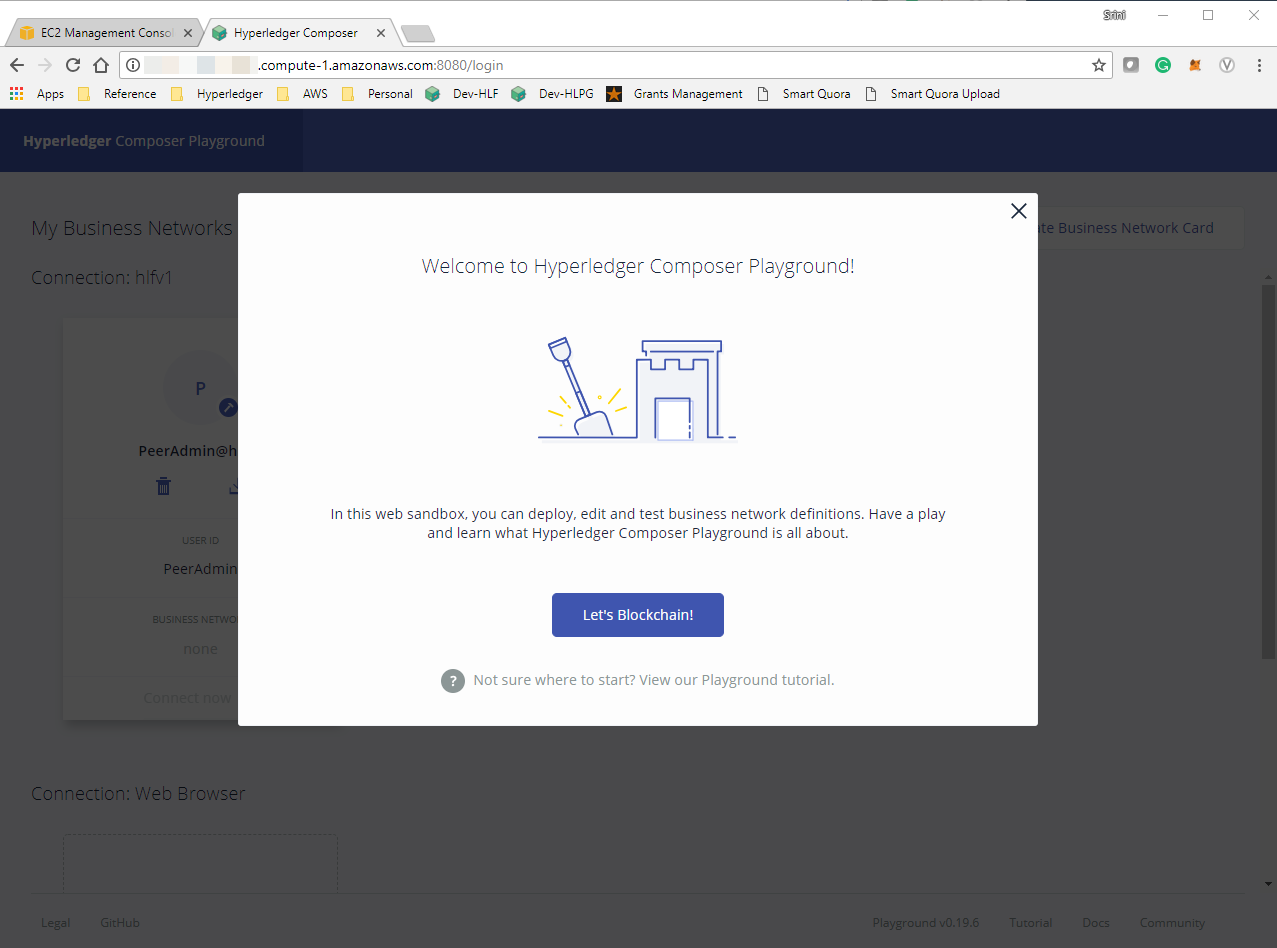 Srini
EC2 Management Consol
Hyperledger Composer
.compute-1.amazonaws.com:8080/login
Apps Reference Hyperledger AWS Personal Dev-HLF Dev-HLPG Grants Management Smart Quora Smart Quora Upload
Hyperledger Composer Playground
My Business Networks
te Business Network Card
Connection: hlfv1
P
PeerAdmin@h
USER ID
PeerAdmin
BUSINESS NETWO
none
Connect now
Welcome to Hyperledger Composer Playground!
In this web sandbox, you can deploy, edit and test business network definitions. Have a play
and learn what Hyperledger Composer Playground is all about.
Let's Blockchain!
? Not sure where to start? View our Playground tutorial.
Connection: Web Browser
Legal GitHub Playground v0.19.6 Tutorial Docs Community